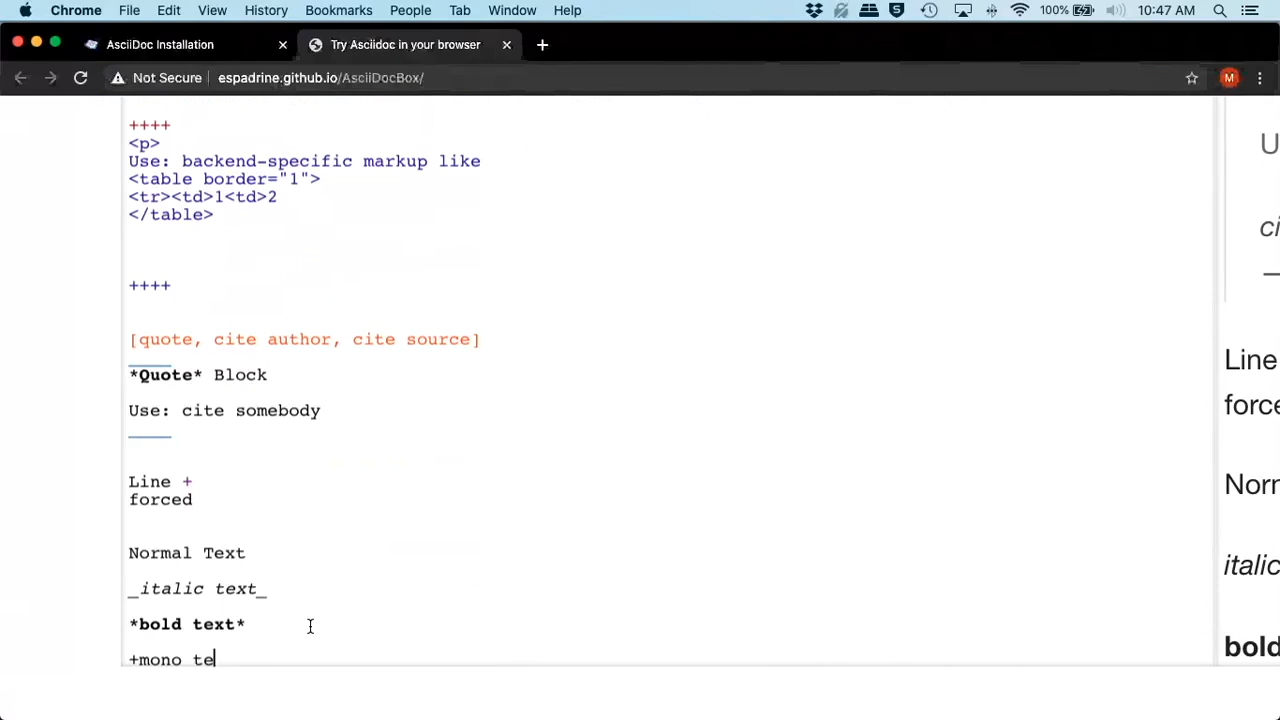 Chrome File Edit View History Bookmarks People Tab Window Help 100% 10:47 AM
AsciiDoc Installation Try Asciidoc in your browser
Not Secure espadrine.github.io/AsciiDocBox/ M
++++
<p>
Use: backend-specific markup like
<table border="1">
<tr><td>1<td>2
</table>
++++
[quote, cite author, cite source]
____
*Quote* Block
Use: cite somebody
____
Line +
forced
Normal Text
_italic text_
*bold text*
+mono te
U
ci
—
Line
force
Norr
italic
bold